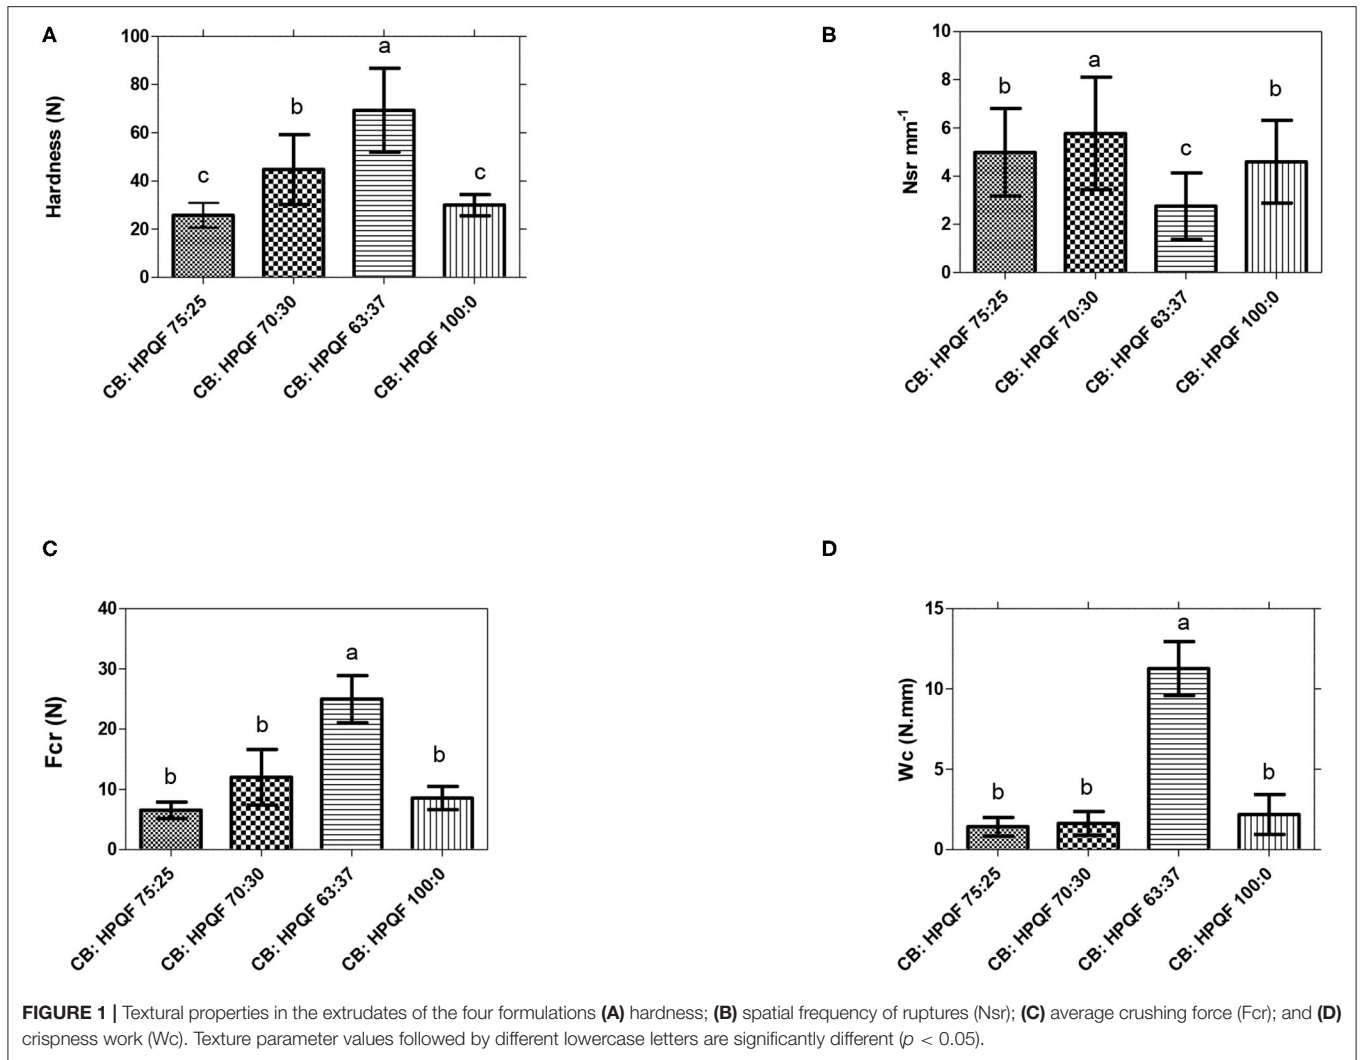 A
Hardness (N)
100
80
60
40
20
0
c
b
a
c
CB: HPQF 75:25
CB: HPQF 70:30
CB: HPQF 63:37
CB: HPQF 100:0
B
Nsr mm⁻¹
10
8
6
4
2
0
b
a
c
b
CB: HPQF 75:25
CB: HPQF 70:30
CB: HPQF 63:37
CB: HPQF 100:0
C
Fcr (N)
40
30
20
10
0
b
b
a
b
CB: HPQF 75:25
CB: HPQF 70:30
CB: HPQF 63:37
CB: HPQF 100:0
D
Wc (N.mm)
15
10
5
0
b
b
a
b
CB: HPQF 75:25
CB: HPQF 70:30
CB: HPQF 63:37
CB: HPQF 100:0
FIGURE 1 | Textural properties in the extrudates of the four formulations (A) hardness; (B) spatial frequency of ruptures (Nsr); (C) average crushing force (Fcr); and (D)
crispness work (Wc). Texture parameter values followed by different lowercase letters are significantly different (p < 0.05).